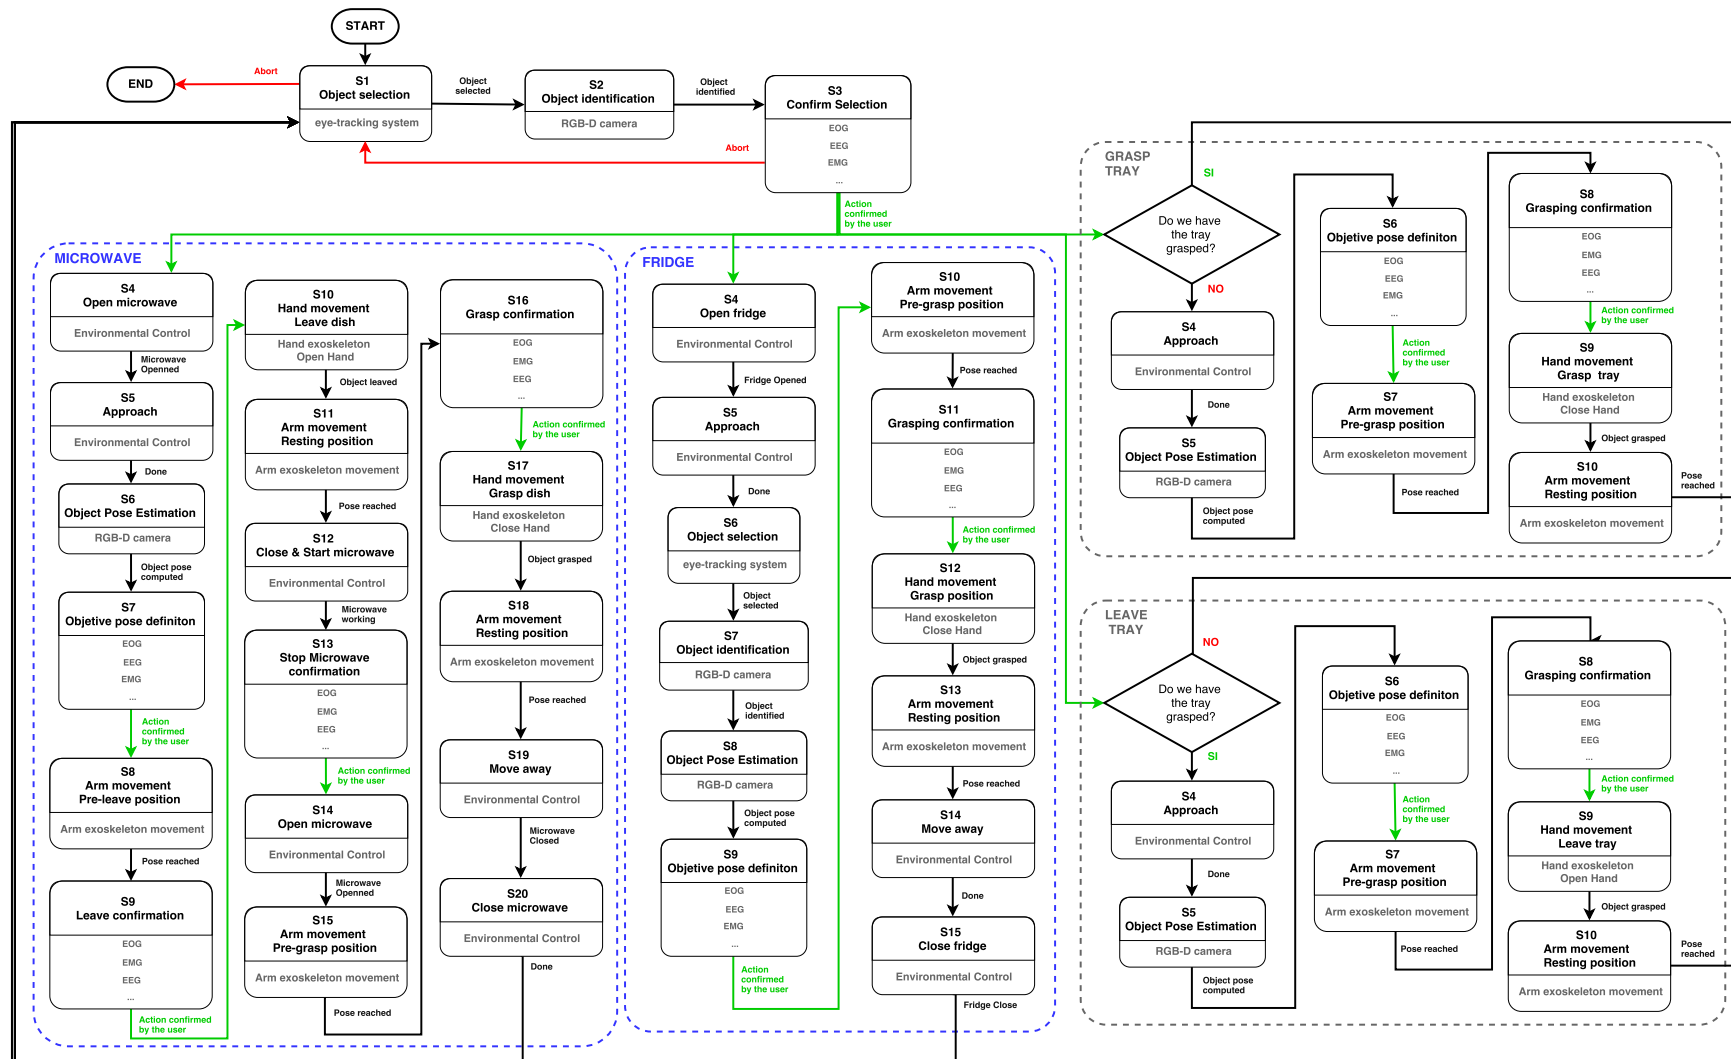 START
END
Abort
S1
Object selection
eye-tracking system
Object
selected
S2
Object identification
RGB-D camera
Object
identified
S3
Confirm Selection
EOG
EEG
EMG
...
Abort
Action
confirmed
by the user
MICROWAVE
S4
Open microwave
Environmental Control
Microwave
Openned
S5
Approach
Environmental Control
Done
S6
Object Pose Estimation
RGB-D camera
Object pose
computed
S7
Objetive pose definiton
EOG
EEG
EMG
...
Action
confirmed
by the user
S8
Arm movement
Pre-leave position
Arm exoskeleton movement
Pose reached
S9
Leave confirmation
EOG
EMG
EEG
...
Action confirmed
by the user
S10
Hand movement
Leave dish
Hand exoskeleton
Open Hand
Object leaved
S11
Arm movement
Resting position
Arm exoskeleton movement
Pose reached
S12
Close & Start microwave
Environmental Control
Microwave
working
S13
Stop Microwave
confirmation
EOG
EMG
EEG
...
Action confirmed
by the user
S14
Open microwave
Environmental Control
Microwave
Openned
S15
Arm movement
Pre-grasp position
Arm exoskeleton movement
Pose reached
S16
Grasp confirmation
EOG
EMG
EEG
...
Action confirmed
by the user
S17
Hand movement
Grasp dish
Hand exoskeleton
Close Hand
Object grasped
S18
Arm movement
Resting position
Arm exoskeleton movement
Pose reached
S19
Move away
Environmental Control
Microwave
Closed
S20
Close microwave
Environmental Control
Done
FRIDGE
S4
Open fridge
Environmental Control
Fridge Opened
S5
Approach
Environmental Control
Done
S6
Object selection
eye-tracking system
Object
selected
S7
Object identification
RGB-D camera
Object
identified
S8
Object Pose Estimation
RGB-D camera
Object pose
computed
S9
Objetive pose definiton
EOG
EEG
EMG
...
Action
confirmed
by the user
S10
Arm movement
Pre-grasp position
Arm exoskeleton movement
Pose reached
S11
Grasping confirmation
EOG
EMG
EEG
...
Action confirmed
by the user
S12
Hand movement
Grasp position
Hand exoskeleton
Close Hand
Object grasped
S13
Arm movement
Resting position
Arm exoskeleton movement
Pose reached
S14
Move away
Environmental Control
Done
S15
Close fridge
Environmental Control
Fridge Close
GRASP
TRAY
SI
Do we have
the tray
grasped?
NO
S4
Approach
Environmental Control
Done
S5
Object Pose Estimation
RGB-D camera
Object pose
computed
S6
Objetive pose definiton
EOG
EEG
EMG
...
Action
confirmed
by the user
S7
Arm movement
Pre-grasp position
Arm exoskeleton movement
Pose reached
S8
Grasping confirmation
EOG
EMG
EEG
...
Action confirmed
by the user
S9
Hand movement
Grasp tray
Hand exoskeleton
Close Hand
Object grasped
S10
Arm movement
Resting position
Arm exoskeleton movement
Pose
reached
LEAVE
TRAY
NO
Do we have
the tray
grasped?
SI
S4
Approach
Environmental Control
Done
S5
Object Pose Estimation
RGB-D camera
Object pose
computed
S6
Objetive pose definiton
EOG
EEG
EMG
...
Action
confirmed
by the user
S7
Arm movement
Pre-grasp position
Arm exoskeleton movement
Pose reached
S8
Grasping confirmation
EOG
EMG
EEG
...
Action confirmed
by the user
S9
Hand movement
Leave tray
Hand exoskeleton
Open Hand
Object grasped
S10
Arm movement
Resting position
Arm exoskeleton movement
Pose
reached